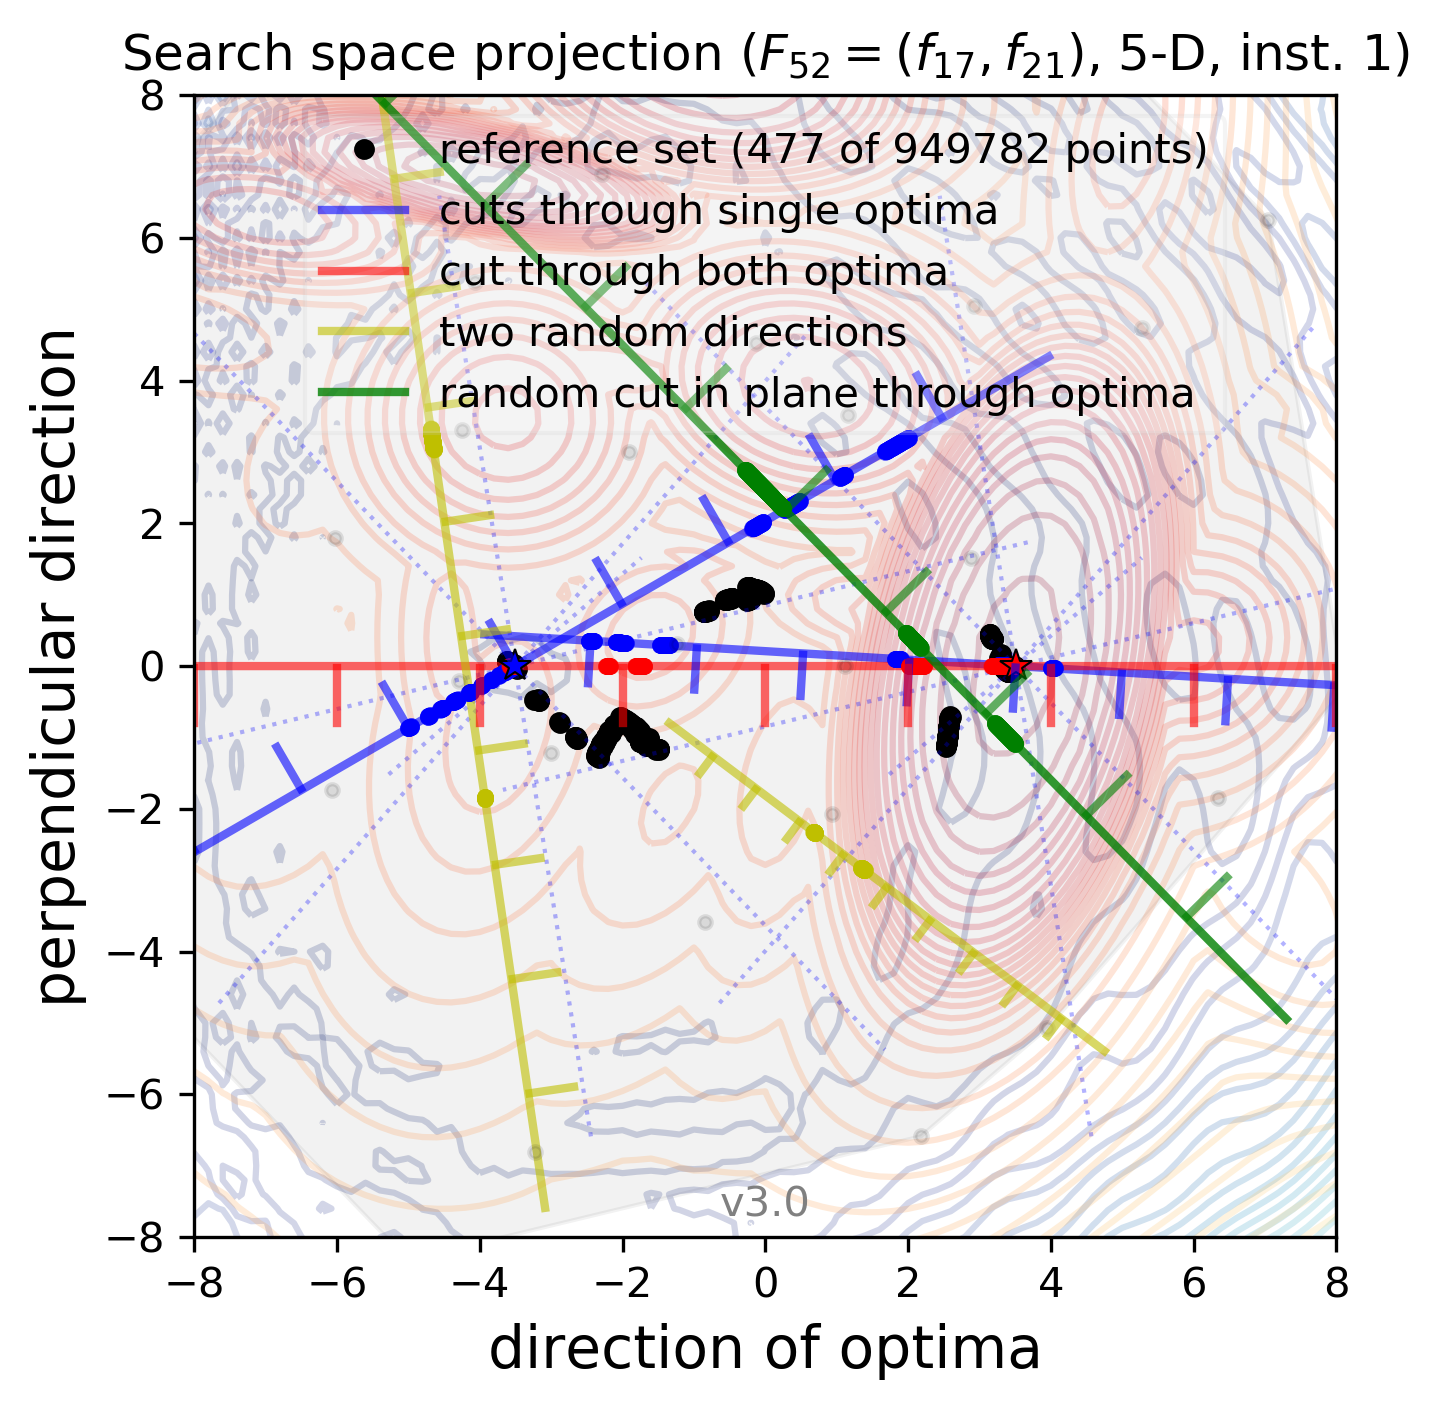 Search space projection (F₅₂ = (f₁₇, f₂₁), 5-D, inst. 1)
reference set (477 of 949782 points)
cuts through single optima
cut through both optima
two random directions
random cut in plane through optima
perpendicular direction
8
6
4
2
0
−2
−4
−6
−8
v3.0
−8 −6 −4 −2 0 2 4 6 8
direction of optima